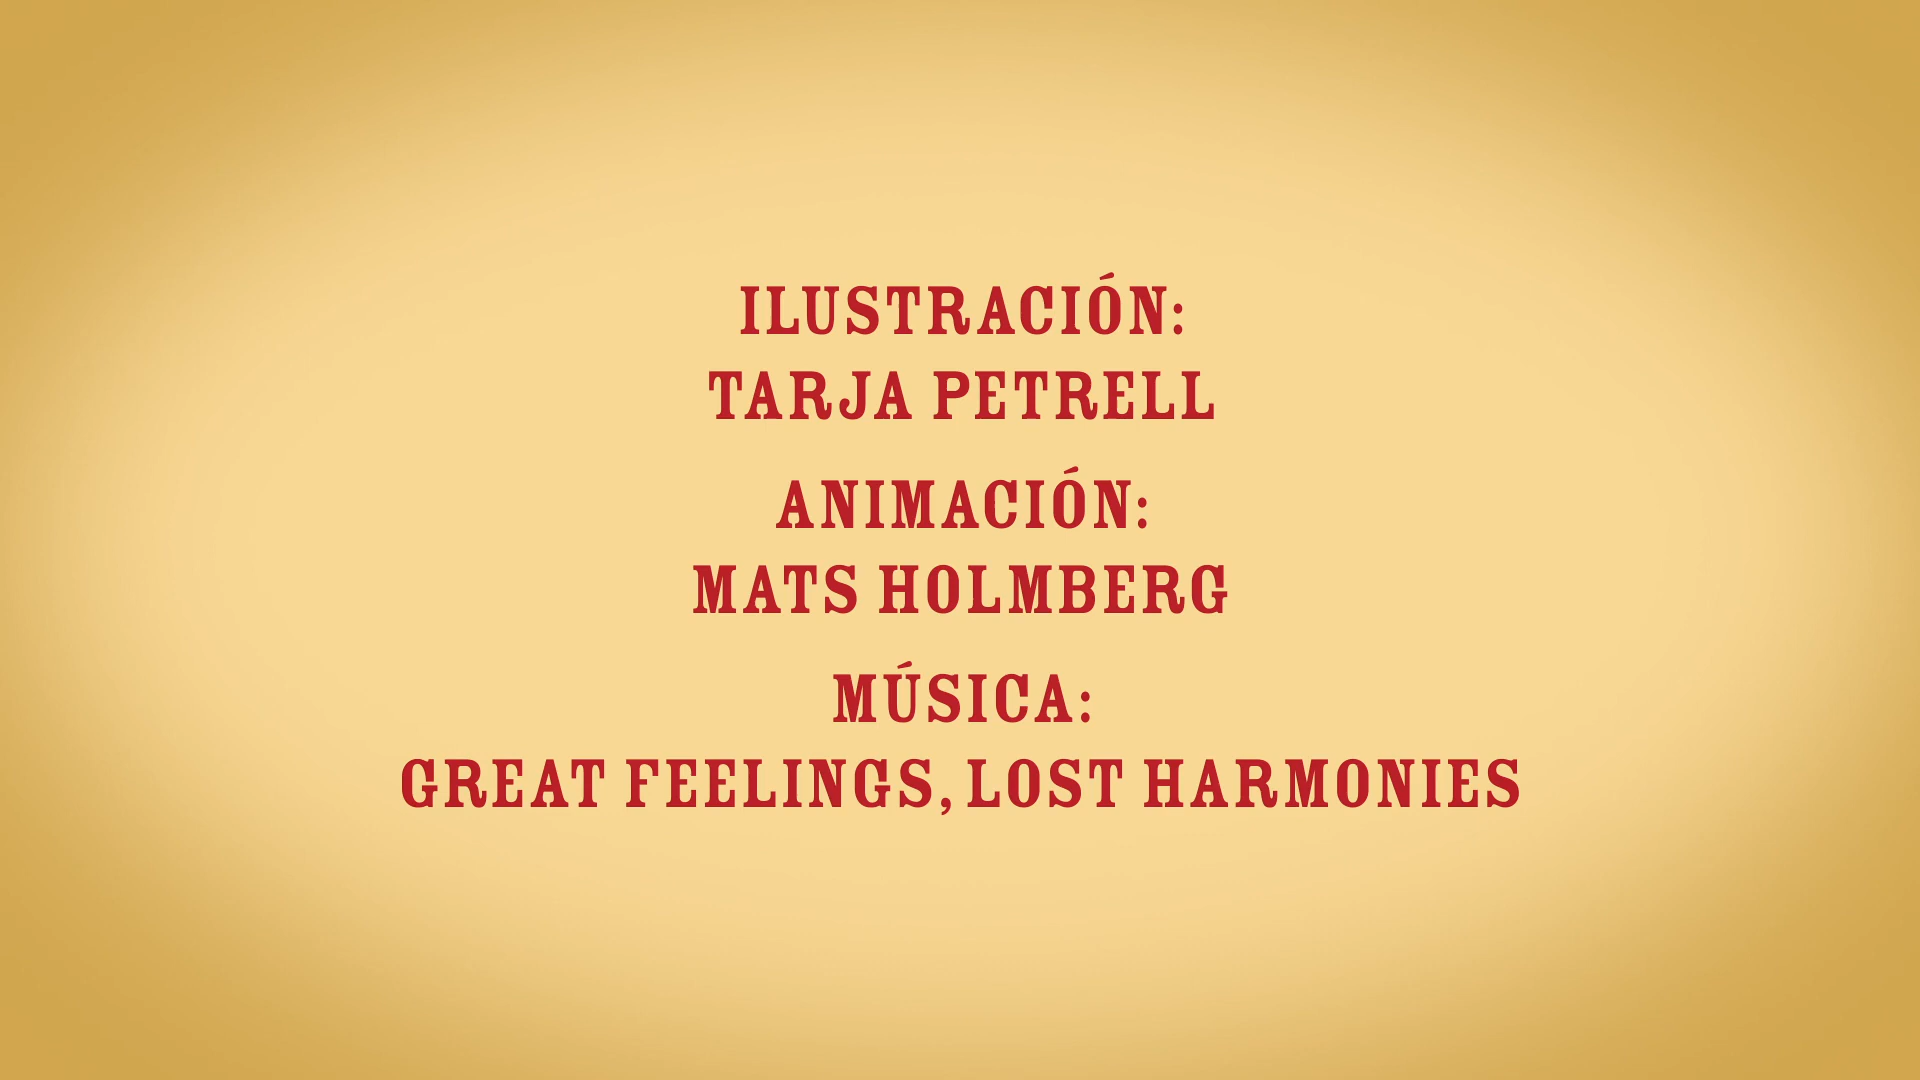 ILUSTRACIÓN:
TARJA PETRELL
ANIMACIÓN:
MATS HOLMBERG
MÚSICA:
GREAT FEELINGS, LOST HARMONIES